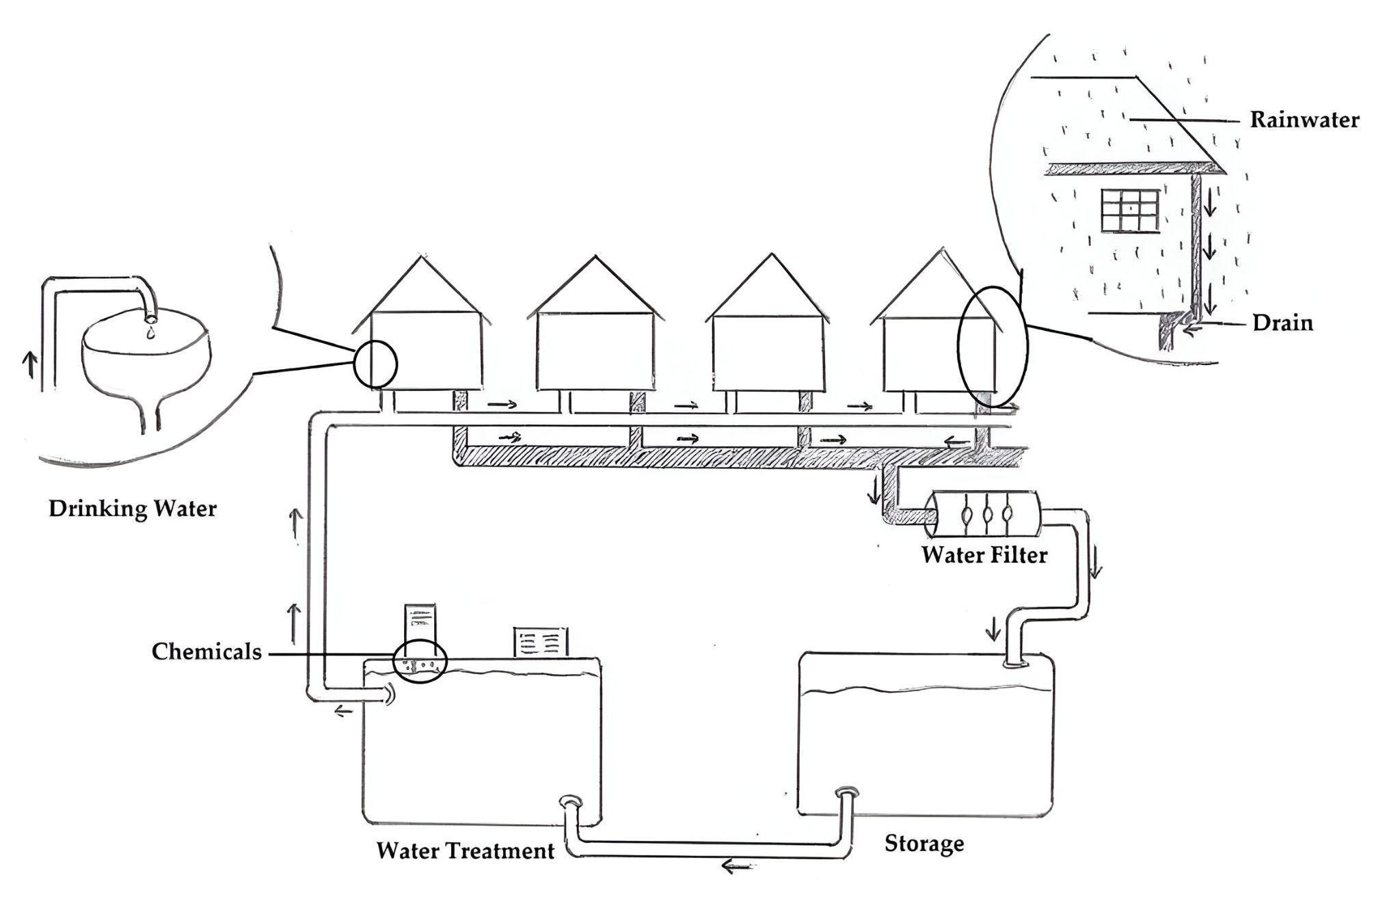 Rainwater
Drain
Drinking Water
Water Filter
Chemicals
Water Treatment
Storage